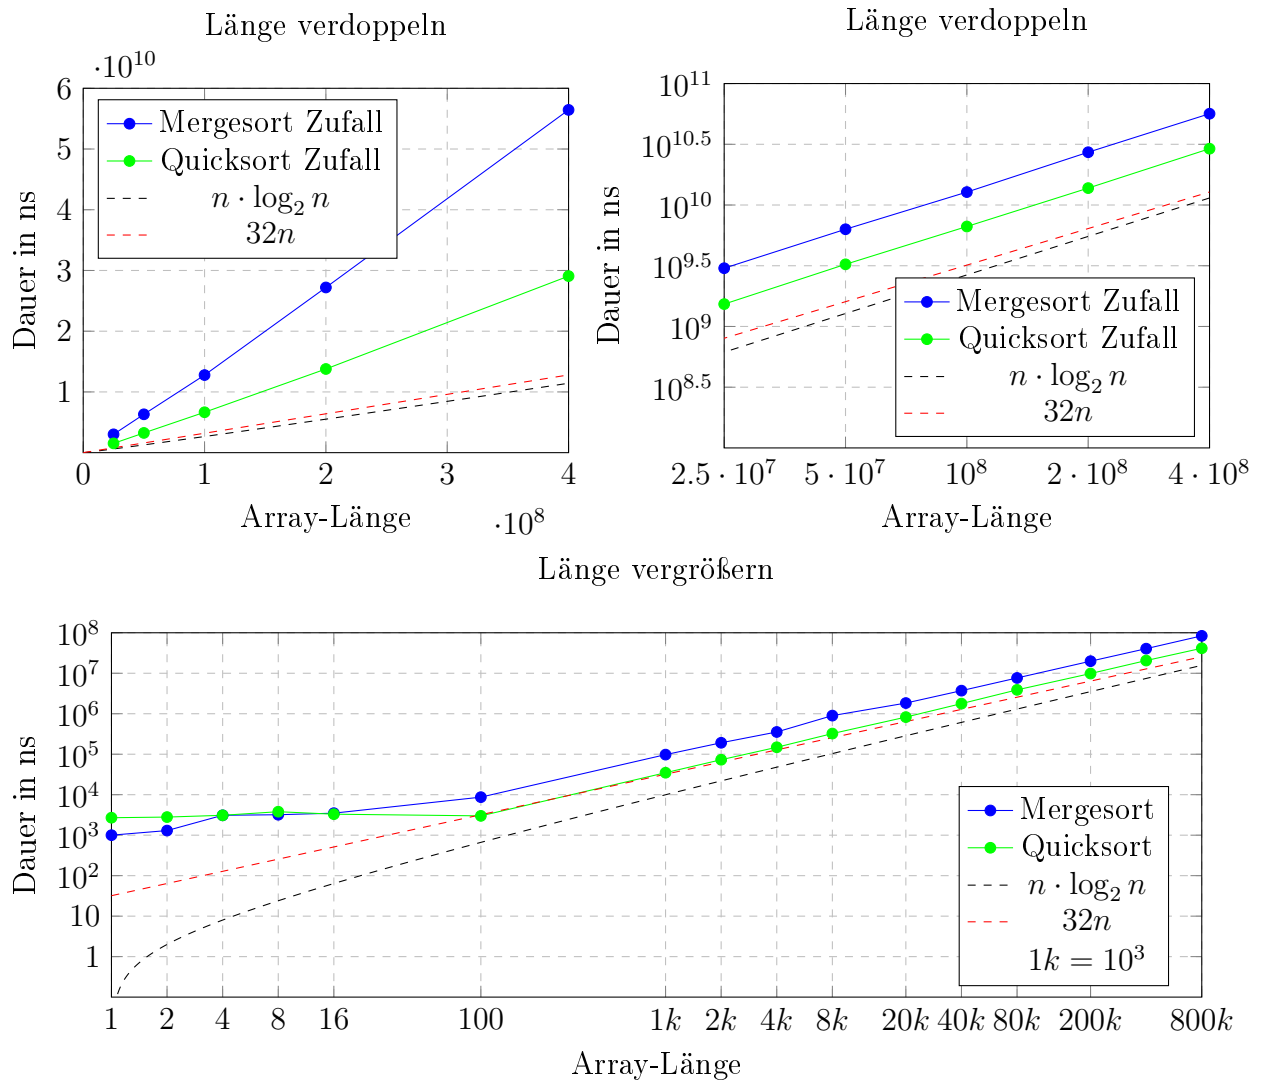 Länge verdoppeln
·10^10
6
5
4
3
2
1
Dauer in ns
Mergesort Zufall
Quicksort Zufall
n · log₂ n
32n
0 1 2 3 4
Array-Länge
·10^8
Länge verdoppeln
10^11
10^10.5
10^10
10^9.5
10^9
10^8.5
Dauer in ns
Mergesort Zufall
Quicksort Zufall
n · log₂ n
32n
2.5 · 10^7 5 · 10^7 10^8 2 · 10^8 4 · 10^8
Array-Länge
Länge vergrößern
10^8
10^7
10^6
10^5
10^4
10^3
10^2
10
1
Dauer in ns
Mergesort
Quicksort
n · log₂ n
32n
1k = 10^3
1 2 4 8 16 100 1k 2k 4k 8k 20k 40k 80k 200k 800k
Array-Länge